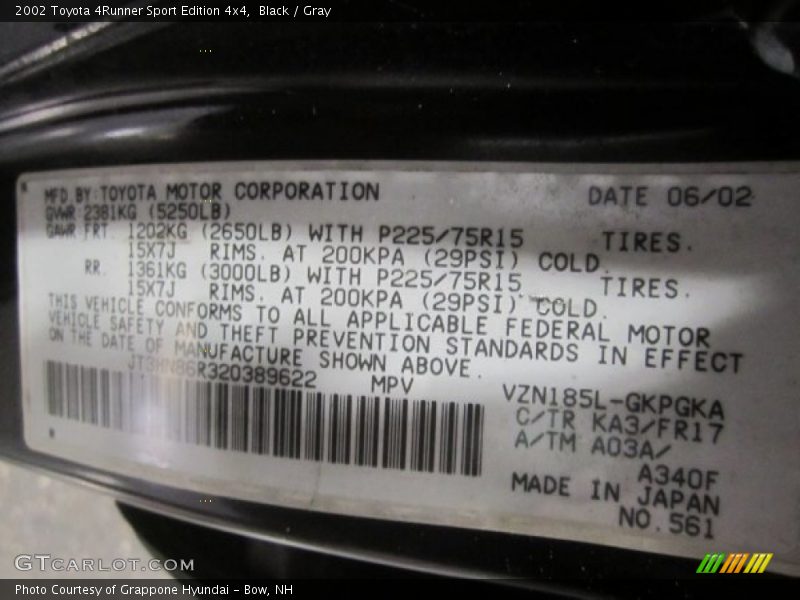 2002 Toyota 4Runner Sport Edition 4x4, Black / Gray
MFD BY TOYOTA MOTOR CORPORATION DATE 06/02
GVWR 2381KG (5250LB)
GAWR FRT. 1202KG (2650LB) WITH P225/75R15 TIRES.
15X7J RIMS. AT 200KPA (29PSI) COLD.
RR. 1361KG (3000LB) WITH P225/75R15 TIRES.
15X7J RIMS. AT 200KPA (29PSI) COLD.
THIS VEHICLE CONFORMS TO ALL APPLICABLE FEDERAL MOTOR
VEHICLE SAFETY AND THEFT PREVENTION STANDARDS IN EFFECT
ON THE DATE OF MANUFACTURE SHOWN ABOVE.
JT3HN86R320389622 MPV
VZN185L-GKPGKA
C/TR KA3/FR17
A/TM A03A/
A340F
MADE IN JAPAN
NO.561
GTCARLOT.COM
Photo Courtesy of Grappone Hyundai - Bow, NH